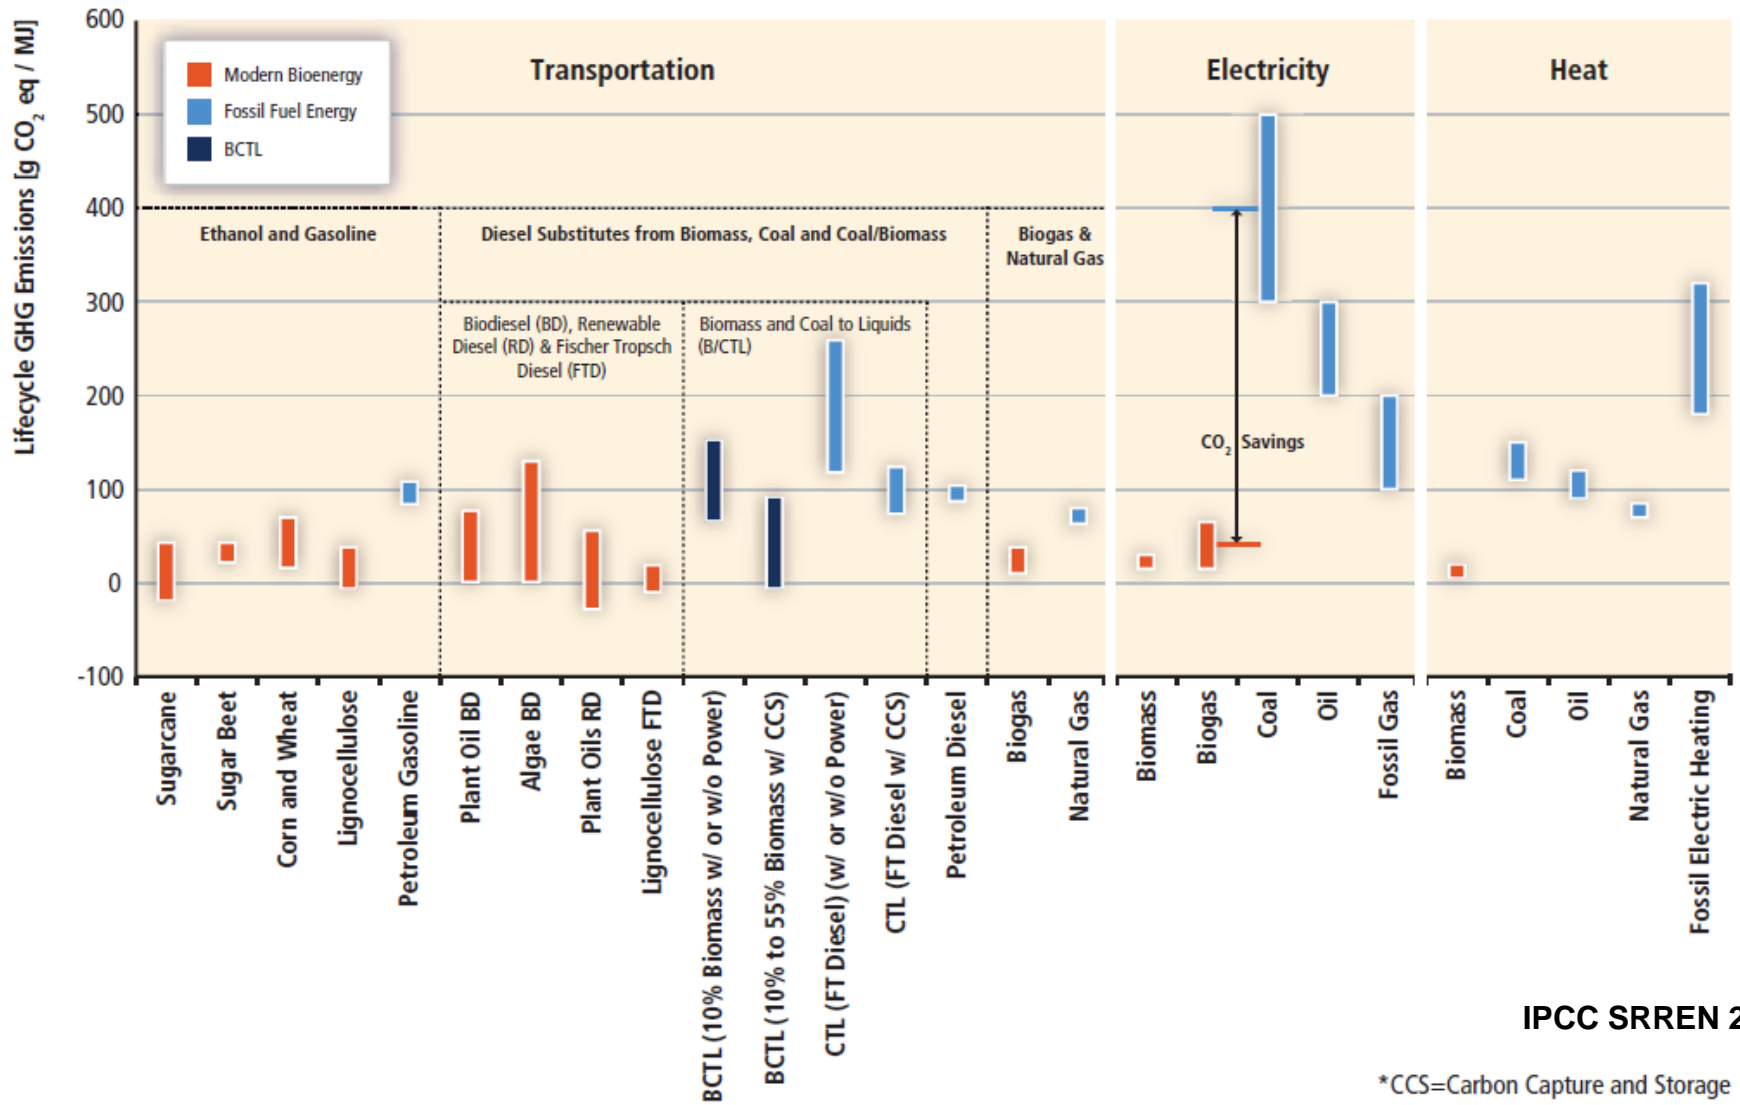 Lifecycle GHG Emissions [g CO2 eq / MJ]
600
500
400
300
200
100
0
-100
Modern Bioenergy
Fossil Fuel Energy
BCTL
Transportation
Electricity
Heat
Ethanol and Gasoline
Diesel Substitutes from Biomass, Coal and Coal/Biomass
Biogas &
Natural Gas
Biodiesel (BD), Renewable
Diesel (RD) & Fischer Tropsch
Diesel (FTD)
Biomass and Coal to Liquids
(B/CTL)
CO2 Savings
Sugarcane
Sugar Beet
Corn and Wheat
Lignocellulose
Petroleum Gasoline
Plant Oil BD
Algae BD
Plant Oils RD
Lignocellulose FTD
BCTL (10% Biomass w/ or w/o Power)
BCTL (10% to 55% Biomass w/ CCS)
CTL (FT Diesel) (w/ or w/o Power)
CTL (FT Diesel w/ CCS)
Petroleum Diesel
Biogas
Natural Gas
Biomass
Biogas
Coal
Oil
Fossil Gas
Biomass
Coal
Oil
Natural Gas
Fossil Electric Heating
IPCC SRREN 2
*CCS=Carbon Capture and Storage